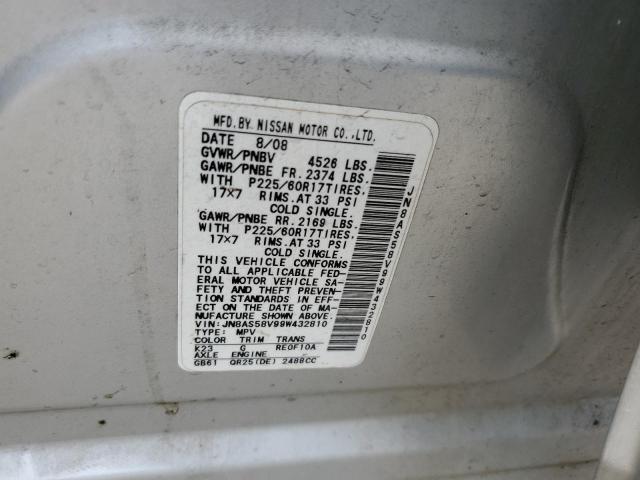 MFD.BY NISSAN MOTOR CO.,LTD.
DATE 8/08
GVWR/PNBV 4526 LBS.
GAWR/PNBE FR. 2374 LBS.
WITH P225/60R17TIRES.
17x7 RIMS.AT 33 PSI
COLD SINGLE.
GAWR/PNBE RR. 2169 LBS.
WITH P225/60R17TIRES.
17x7 RIMS.AT 33 PSI
COLD SINGLE.
THIS VEHICLE CONFORMS
TO ALL APPLICABLE FED-
ERAL MOTOR VEHICLE SA-
FETY AND THEFT PREVEN-
TION STANDARDS IN EFF-
ECT ON THE DATE OF MA-
NUFACTURE SHOWN ABOVE.
VIN:JN8AS58V99W432810
TYPE: MPV
COLOR TRIM TRANS
K23 G RE0F10A
AXLE ENGINE
GB61 QR25(DE) 2488CC
JN8AS58V99W432810